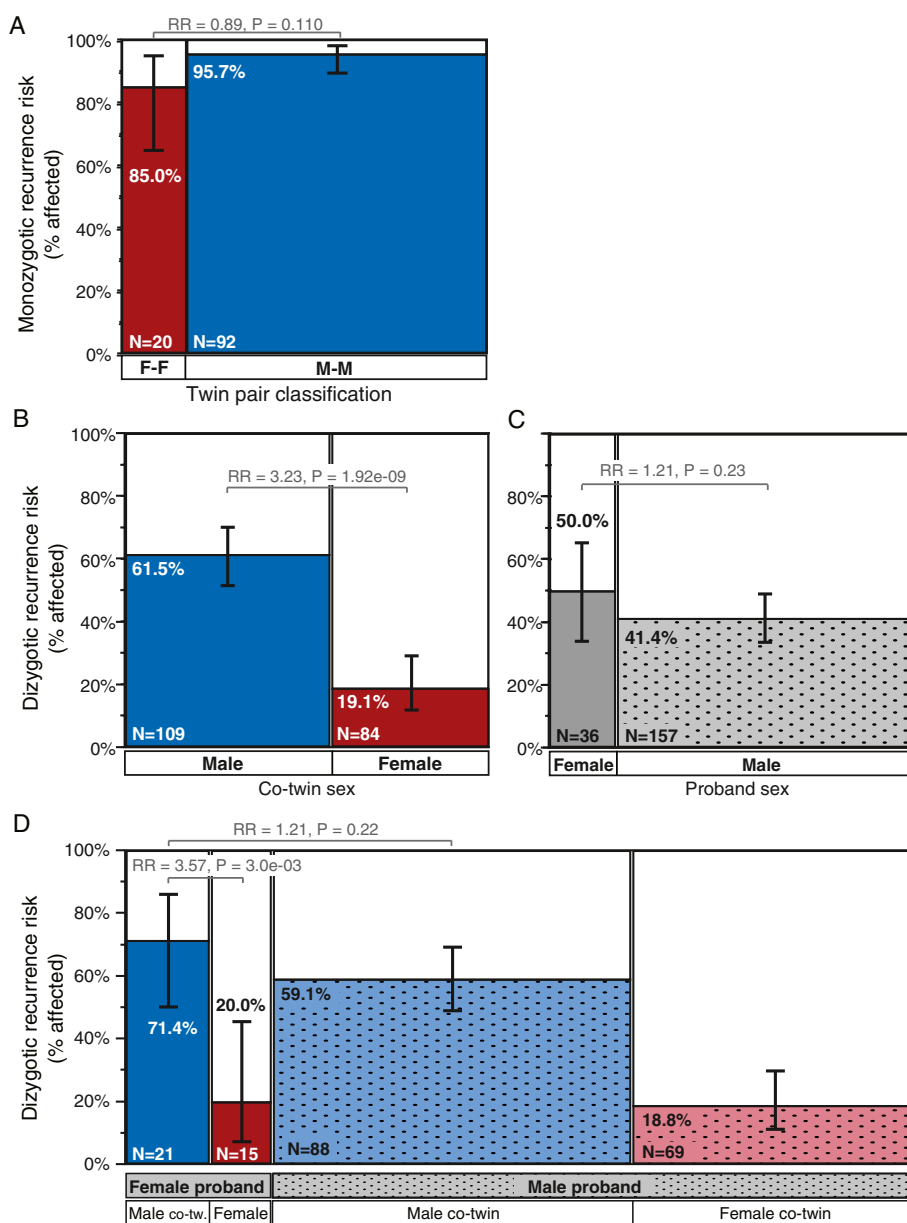 A
RR = 0.89, P = 0.110
Monozygotic recurrence risk
(% affected)
100%
80%
60%
40%
20%
0%
95.7%
85.0%
N=20
N=92
F-F
M-M
Twin pair classification
B
Dizygotic recurrence risk
(% affected)
100%
80%
60%
40%
20%
0%
RR = 3.23, P = 1.92e-09
61.5%
19.1%
N=109
N=84
Male
Female
Co-twin sex
C
100%
80%
60%
40%
20%
0%
RR = 1.21, P = 0.23
50.0%
41.4%
N=36
N=157
Female
Male
Proband sex
D
RR = 1.21, P = 0.22
Dizygotic recurrence risk
(% affected)
100%
80%
60%
40%
20%
0%
RR = 3.57, P = 3.0e-03
71.4%
20.0%
59.1%
18.8%
N=21
N=15
N=88
N=69
Female proband
Male proband
Male co-tw.
Female
Male co-twin
Female co-twin